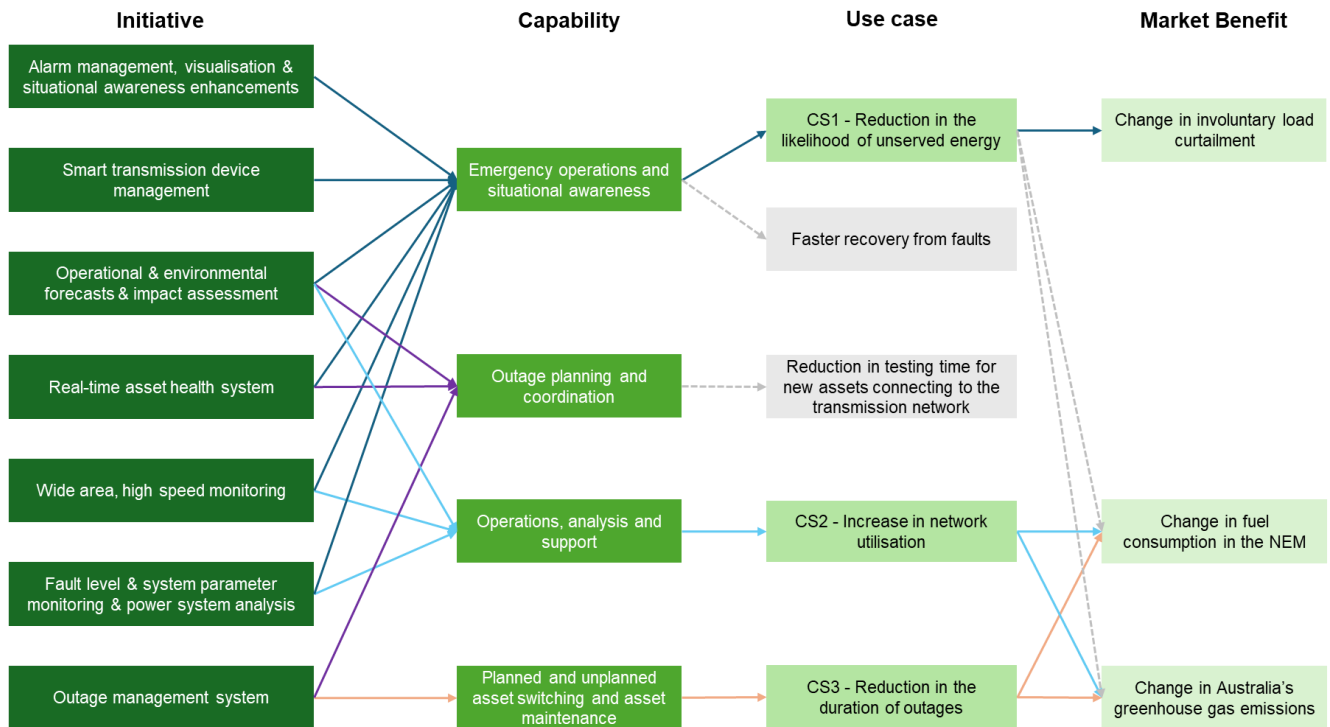 Initiative
Capability
Use case
Market Benefit
Alarm management, visualisation &
situational awareness enhancements
Smart transmission device
management
Operational & environmental
forecasts & impact assessment
Real-time asset health system
Wide area, high speed monitoring
Fault level & system parameter
monitoring & power system analysis
Outage management system
Emergency operations and
situational awareness
Outage planning and
coordination
Operations, analysis and
support
Planned and unplanned
asset switching and asset
maintenance
CS1 - Reduction in the
likelihood of unserved energy
Faster recovery from faults
Reduction in testing time for
new assets connecting to the
transmission network
CS2 - Increase in network
utilisation
CS3 - Reduction in the
duration of outages
Change in involuntary load
curtailment
Change in fuel
consumption in the NEM
Change in Australia's
greenhouse gas emissions